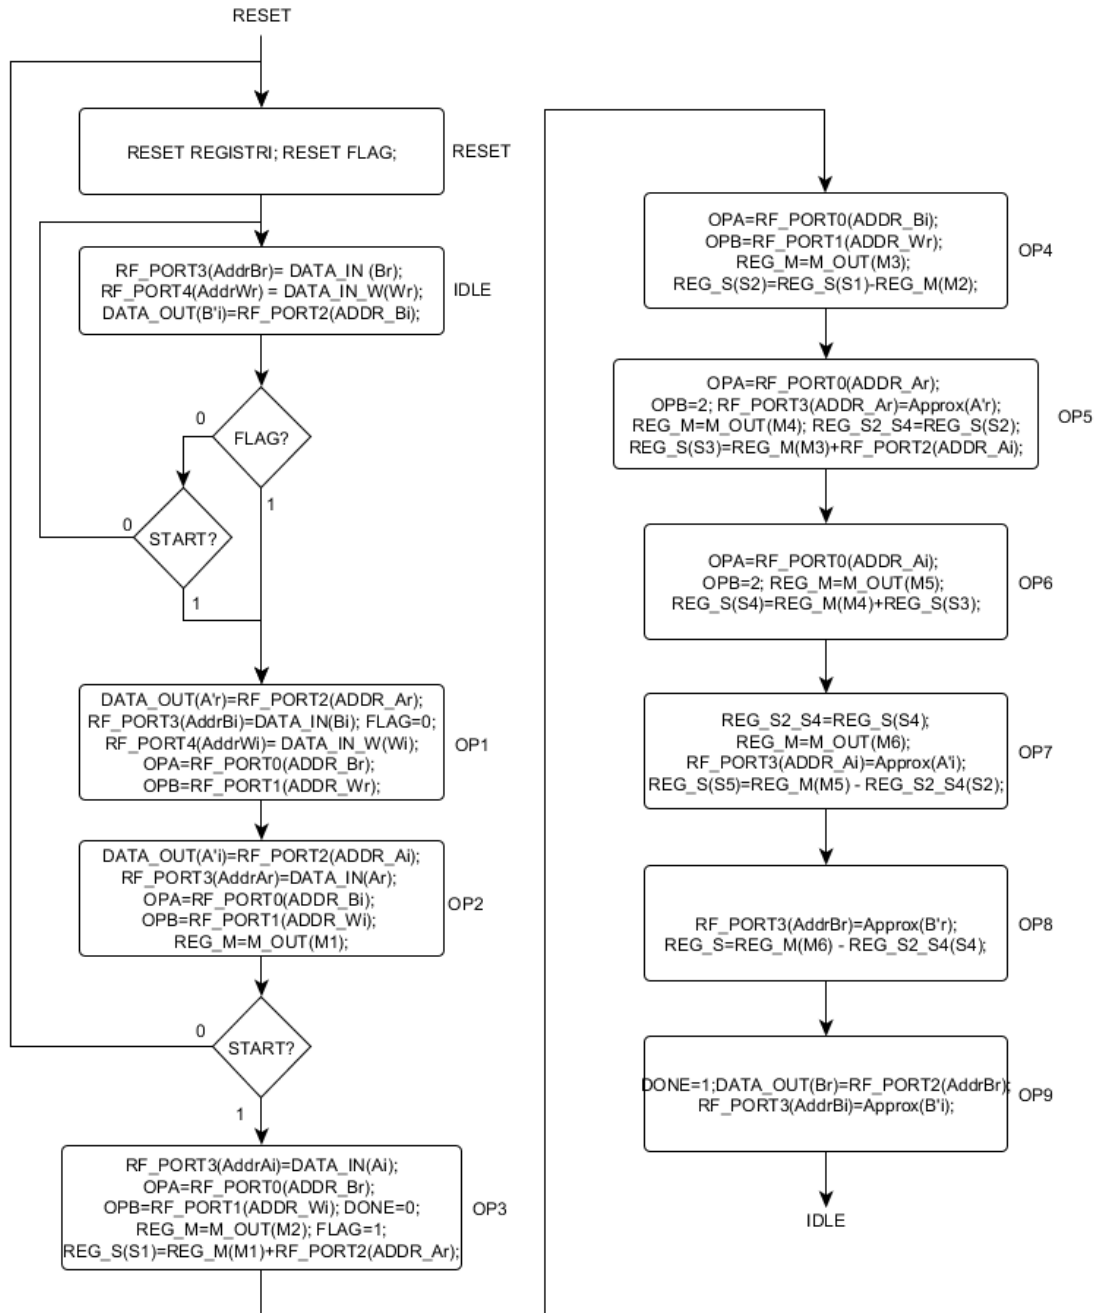 RESET
RESET REGISTRI; RESET FLAG;
RESET
RF_PORT3(AddrBr)= DATA_IN (Br);
RF_PORT4(AddrWr) = DATA_IN_W(Wr);
DATA_OUT(B'i)=RF_PORT2(ADDR_Bi);
IDLE
FLAG?
0
1
START?
0
1
DATA_OUT(A'r)=RF_PORT2(ADDR_Ar);
RF_PORT3(AddrBi)=DATA_IN(Bi); FLAG=0;
RF_PORT4(AddrWi)= DATA_IN_W(Wi);
OPA=RF_PORT0(ADDR_Br);
OPB=RF_PORT1(ADDR_Wr);
OP1
DATA_OUT(A'i)=RF_PORT2(ADDR_Ai);
RF_PORT3(AddrAr)=DATA_IN(Ar);
OPA=RF_PORT0(ADDR_Bi);
OPB=RF_PORT1(ADDR_Wi);
REG_M=M_OUT(M1);
OP2
START?
0
1
RF_PORT3(AddrAi)=DATA_IN(Ai);
OPA=RF_PORT0(ADDR_Br);
OPB=RF_PORT1(ADDR_Wi); DONE=0;
REG_M=M_OUT(M2); FLAG=1;
REG_S(S1)=REG_M(M1)+RF_PORT2(ADDR_Ar);
OP3
OPA=RF_PORT0(ADDR_Bi);
OPB=RF_PORT1(ADDR_Wr);
REG_M=M_OUT(M3);
REG_S(S2)=REG_S(S1)-REG_M(M2);
OP4
OPA=RF_PORT0(ADDR_Ar);
OPB=2; RF_PORT3(ADDR_Ar)=Approx(A'r);
REG_M=M_OUT(M4); REG_S2_S4=REG_S(S2);
REG_S(S3)=REG_M(M3)+RF_PORT2(ADDR_Ai);
OP5
OPA=RF_PORT0(ADDR_Ai);
OPB=2; REG_M=M_OUT(M5);
REG_S(S4)=REG_M(M4)+REG_S(S3);
OP6
REG_S2_S4=REG_S(S4);
REG_M=M_OUT(M6);
RF_PORT3(ADDR_Ai)=Approx(A'i);
REG_S(S5)=REG_M(M5) - REG_S2_S4(S2);
OP7
RF_PORT3(AddrBr)=Approx(B'r);
REG_S=REG_M(M6) - REG_S2_S4(S4);
OP8
DONE=1;DATA_OUT(Br)=RF_PORT2(AddrBr);
RF_PORT3(AddrBi)=Approx(B'i);
OP9
IDLE